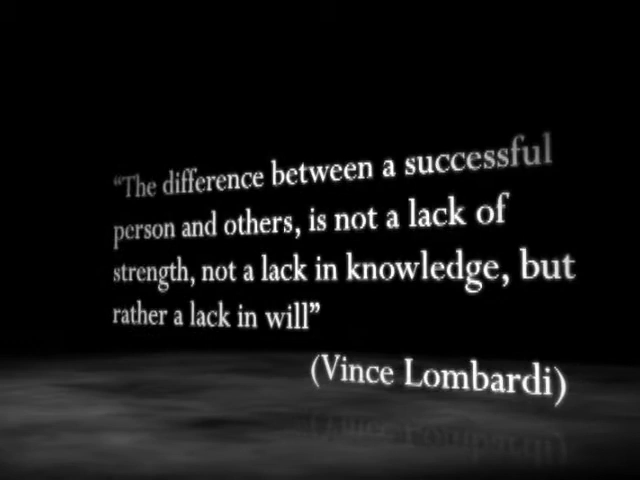 “The difference between a successful
person and others, is not a lack of
strength, not a lack in knowledge, but
rather a lack in will”
(Vince Lombardi)